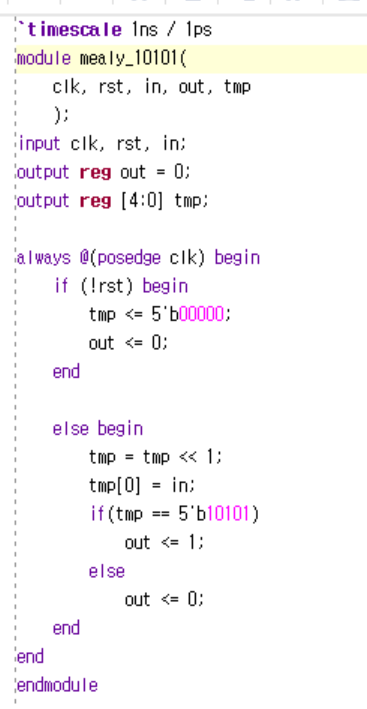 `timescale 1ns / 1ps
module mealy_10101(
    clk, rst, in, out, tmp
    );
input clk, rst, in;
output reg out = 0;
output reg [4:0] tmp;

always @(posedge clk) begin
    if (!rst) begin
        tmp <= 5'b00000;
        out <= 0;
    end

    else begin
        tmp = tmp << 1;
        tmp[0] = in;
        if(tmp == 5'b10101)
            out <= 1;
        else
            out <= 0;
    end
end
endmodule